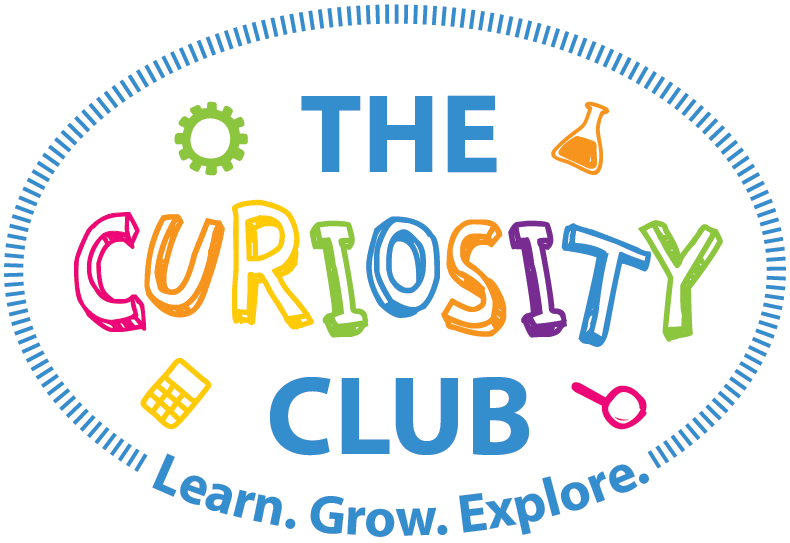 THE
CURIOSITY
CLUB
Learn. Grow. Explore.